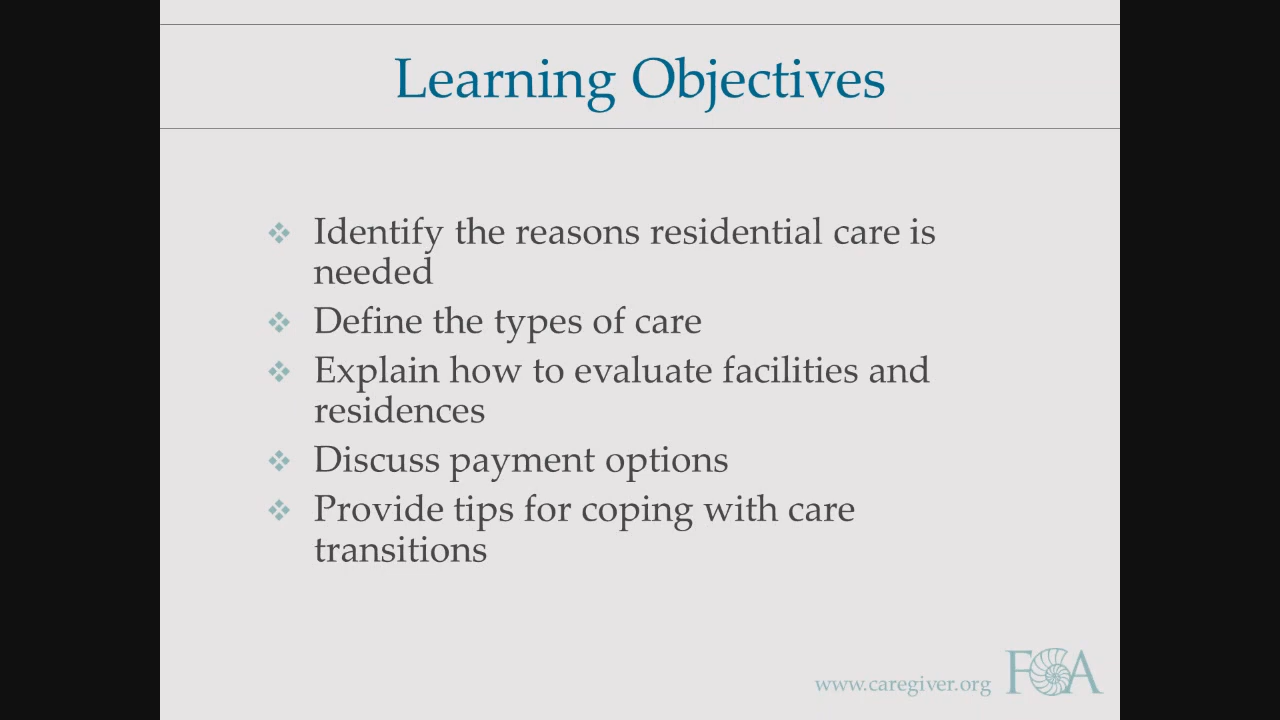 Learning Objectives
Identify the reasons residential care is
needed
Define the types of care
Explain how to evaluate facilities and
residences
Discuss payment options
Provide tips for coping with care
transitions
www.caregiver.org FCA